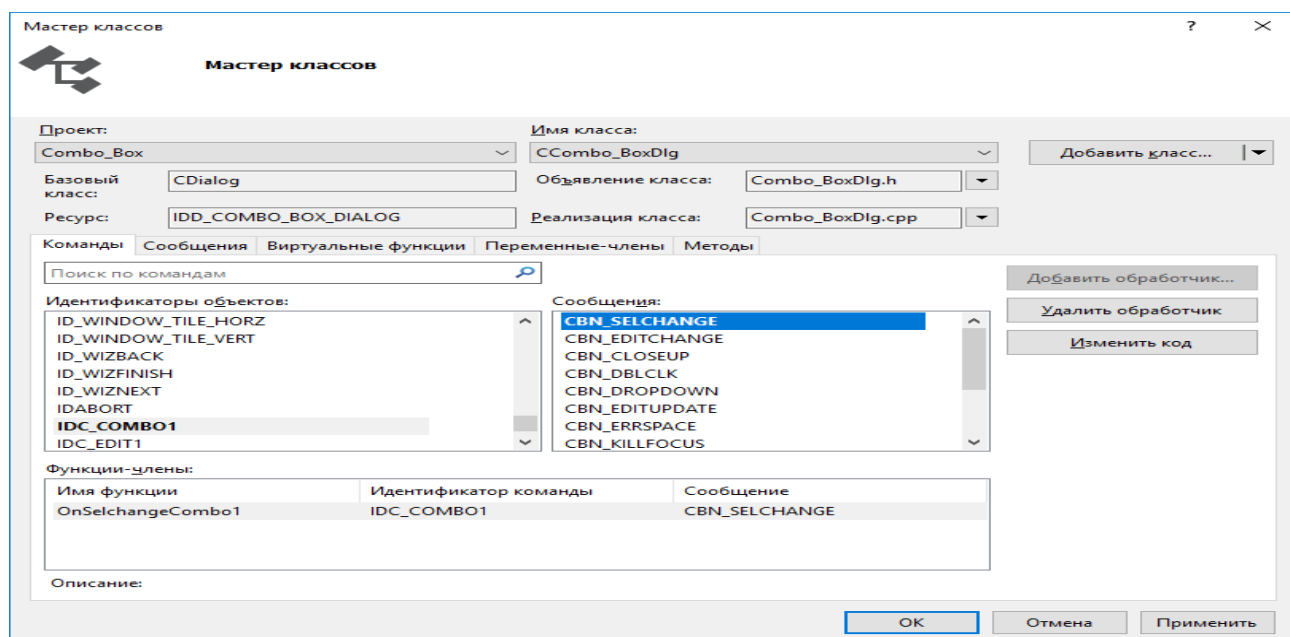 Мастер классов ?
Мастер классов
Проект: Имя класса:
Combo_Box CCombo_BoxDlg Добавить класс...
Базовый класс: CDialog Объявление класса: Combo_BoxDlg.h
Ресурс: IDD_COMBO_BOX_DIALOG Реализация класса: Combo_BoxDlg.cpp
Команды Сообщения Виртуальные функции Переменные-члены Методы
Поиск по командам Добавить обработчик...
Идентификаторы объектов: Сообщения: Удалить обработчик
ID_WINDOW_TILE_HORZ CBN_SELCHANGE
ID_WINDOW_TILE_VERT CBN_EDITCHANGE Изменить код
ID_WIZBACK CBN_CLOSEUP
ID_WIZFINISH CBN_DBLCLK
ID_WIZNEXT CBN_DROPDOWN
IDABORT CBN_EDITUPDATE
IDC_COMBO1 CBN_ERRSPACE
IDC_EDIT1 CBN_KILLFOCUS
Функции-члены:
Имя функции Идентификатор команды Сообщение
OnSelchangeCombo1 IDC_COMBO1 CBN_SELCHANGE
Описание:
OK Отмена Применить